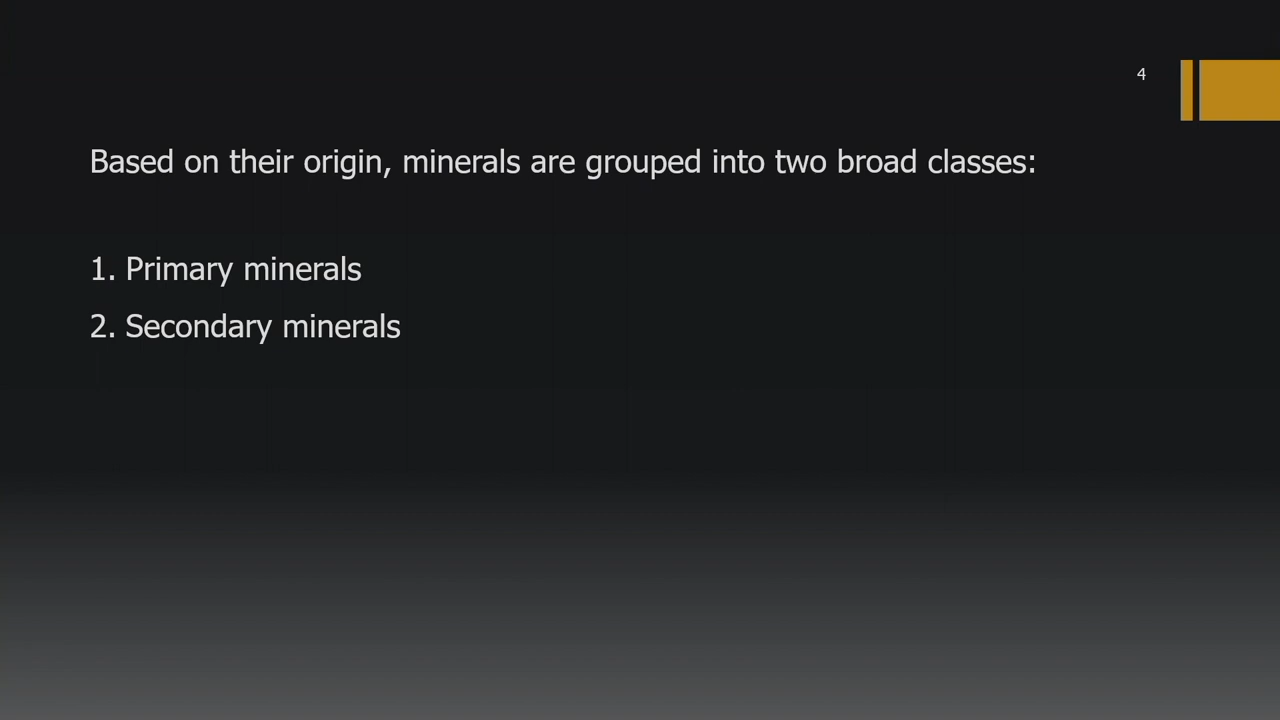 4
Based on their origin, minerals are grouped into two broad classes:
1. Primary minerals
2. Secondary minerals